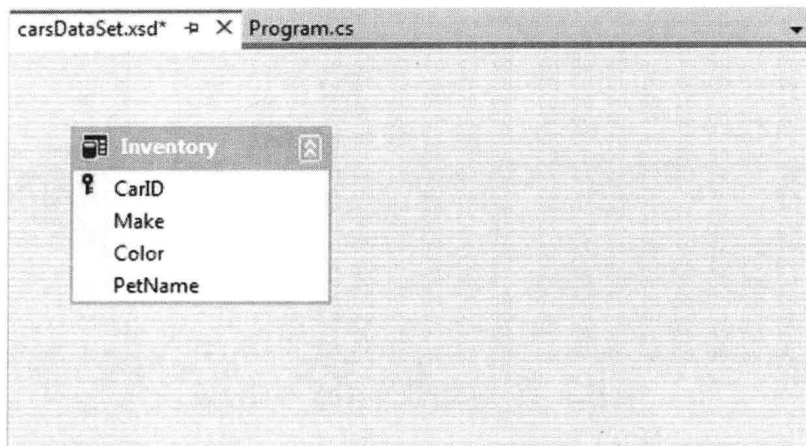 carsDataSet.xsd* Program.cs
Inventory
CarID
Make
Color
PetName